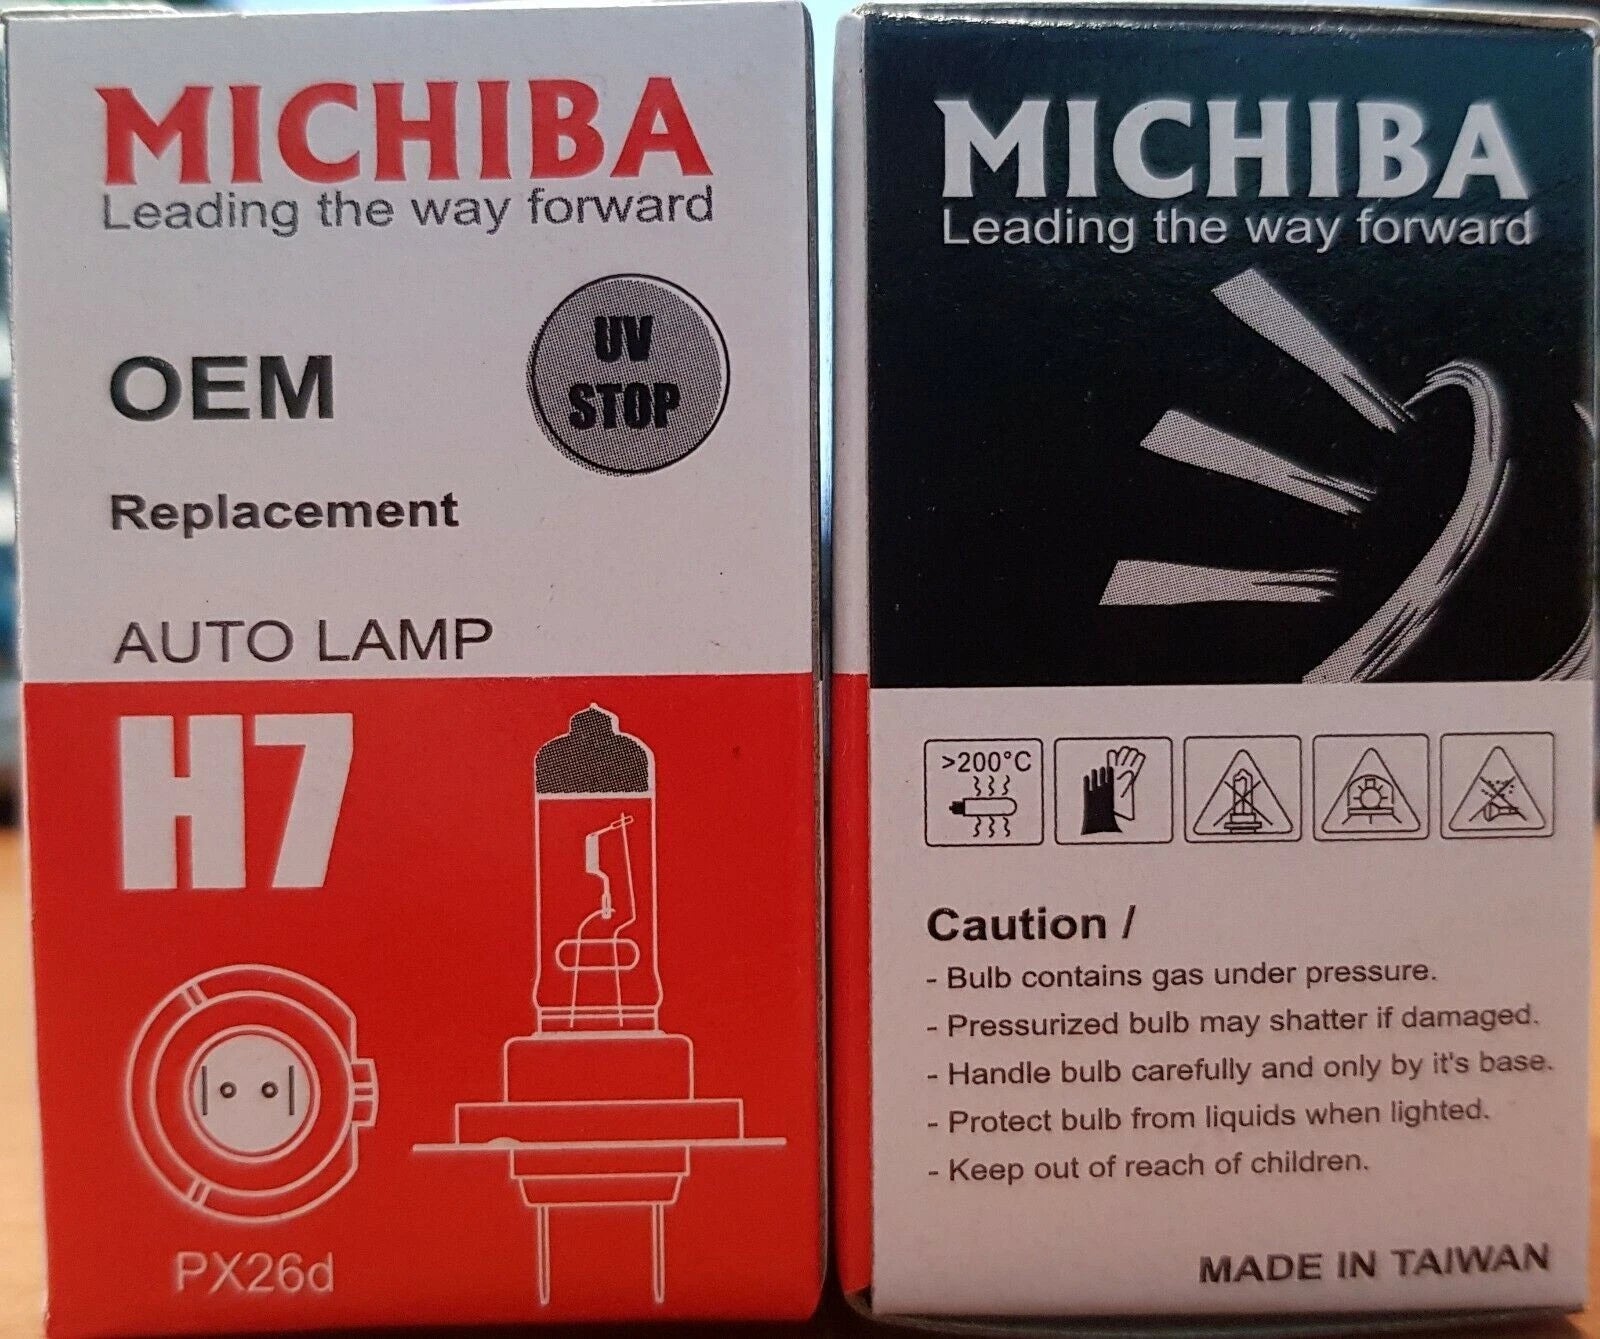 MICHIBA
Leading the way forward
OEM
UV
STOP
Replacement
AUTO LAMP
H7
PX26d
MICHIBA
Leading the way forward
>200°C
Caution /
- Bulb contains gas under pressure.
- Pressurized bulb may shatter if damaged.
- Handle bulb carefully and only by it's base.
- Protect bulb from liquids when lighted.
- Keep out of reach of children.
MADE IN TAIWAN